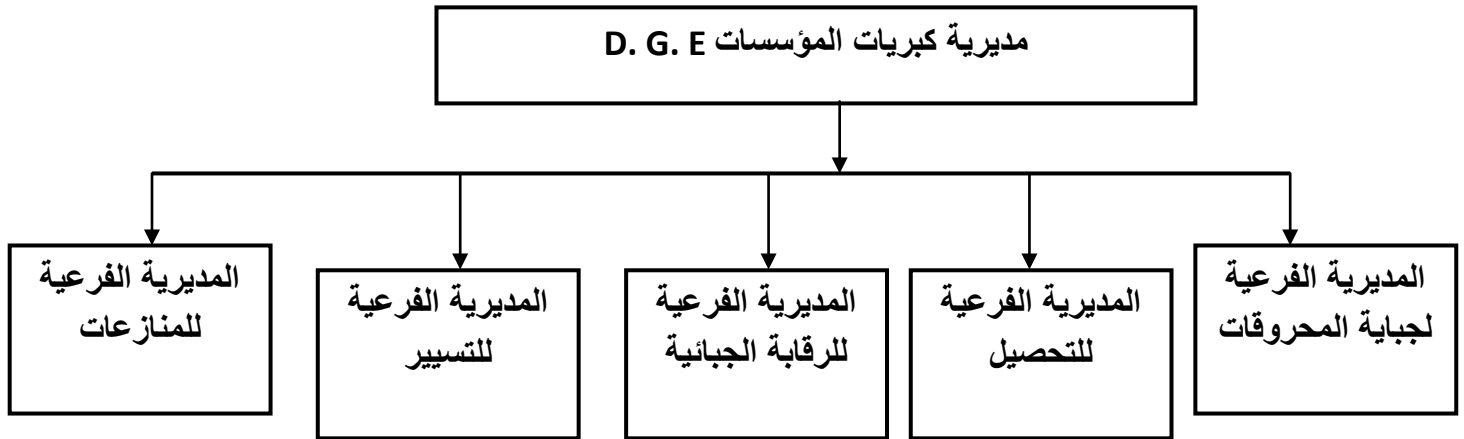 مديرية كبريات المؤسسات D. G. E
المديرية الفرعية
لجباية المحروقات
المديرية الفرعية
للتحصيل
المديرية الفرعية
للرقابة الجبائية
المديرية الفرعية
للتسيير
المديرية الفرعية
للمنازعات